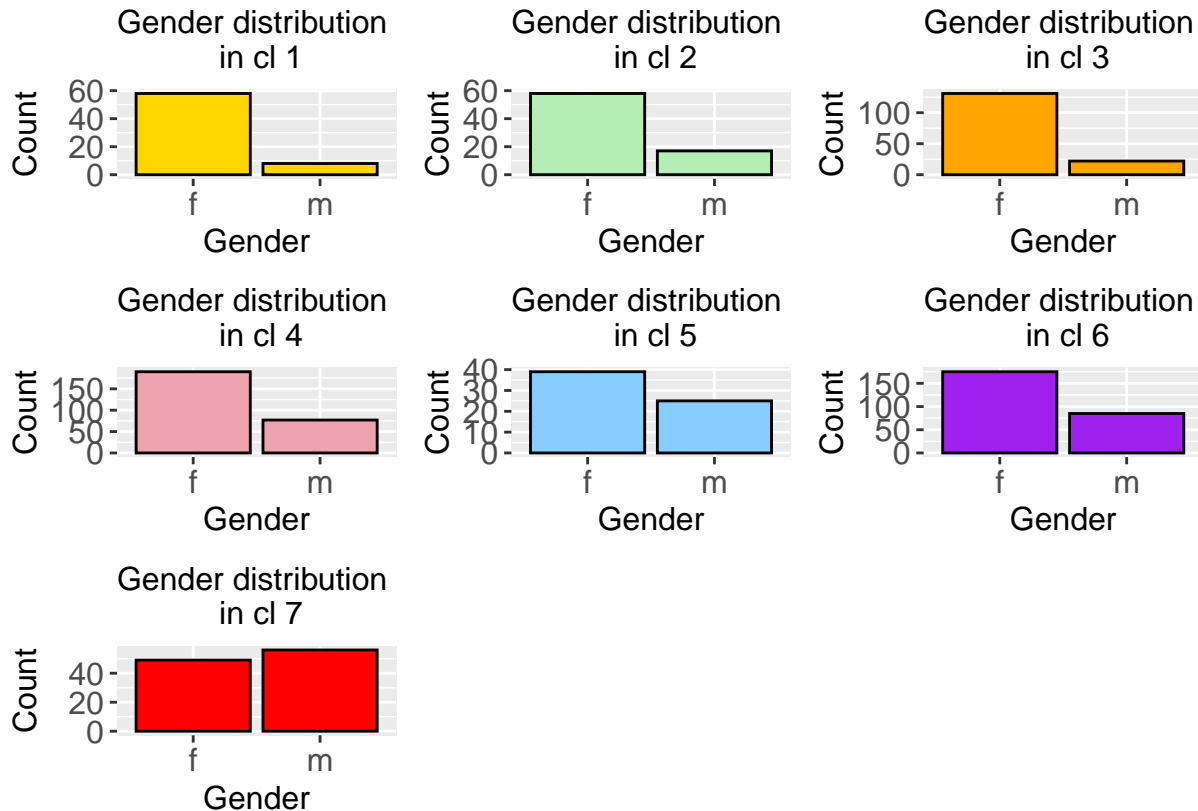 Gender distribution
in cl 1
Count
60
40
20
0
f
m
Gender
Gender distribution
in cl 2
Count
60
40
20
0
f
m
Gender
Gender distribution
in cl 3
Count
100
50
0
f
m
Gender
Gender distribution
in cl 4
Count
150
100
50
0
f
m
Gender
Gender distribution
in cl 5
Count
40
30
20
10
0
f
m
Gender
Gender distribution
in cl 6
Count
150
100
50
0
f
m
Gender
Gender distribution
in cl 7
Count
40
20
0
f
m
Gender